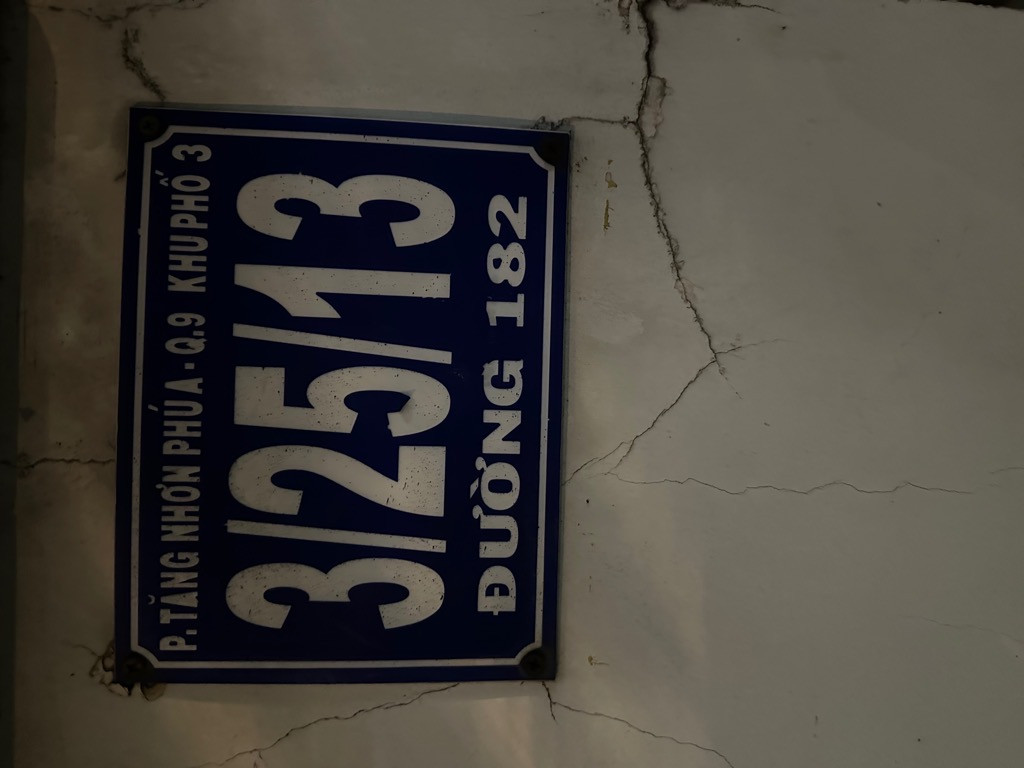 P. TĂNG NHƠN PHÚ A - Q.9 KHU PHỐ 3
3/25/13
ĐƯỜNG 182